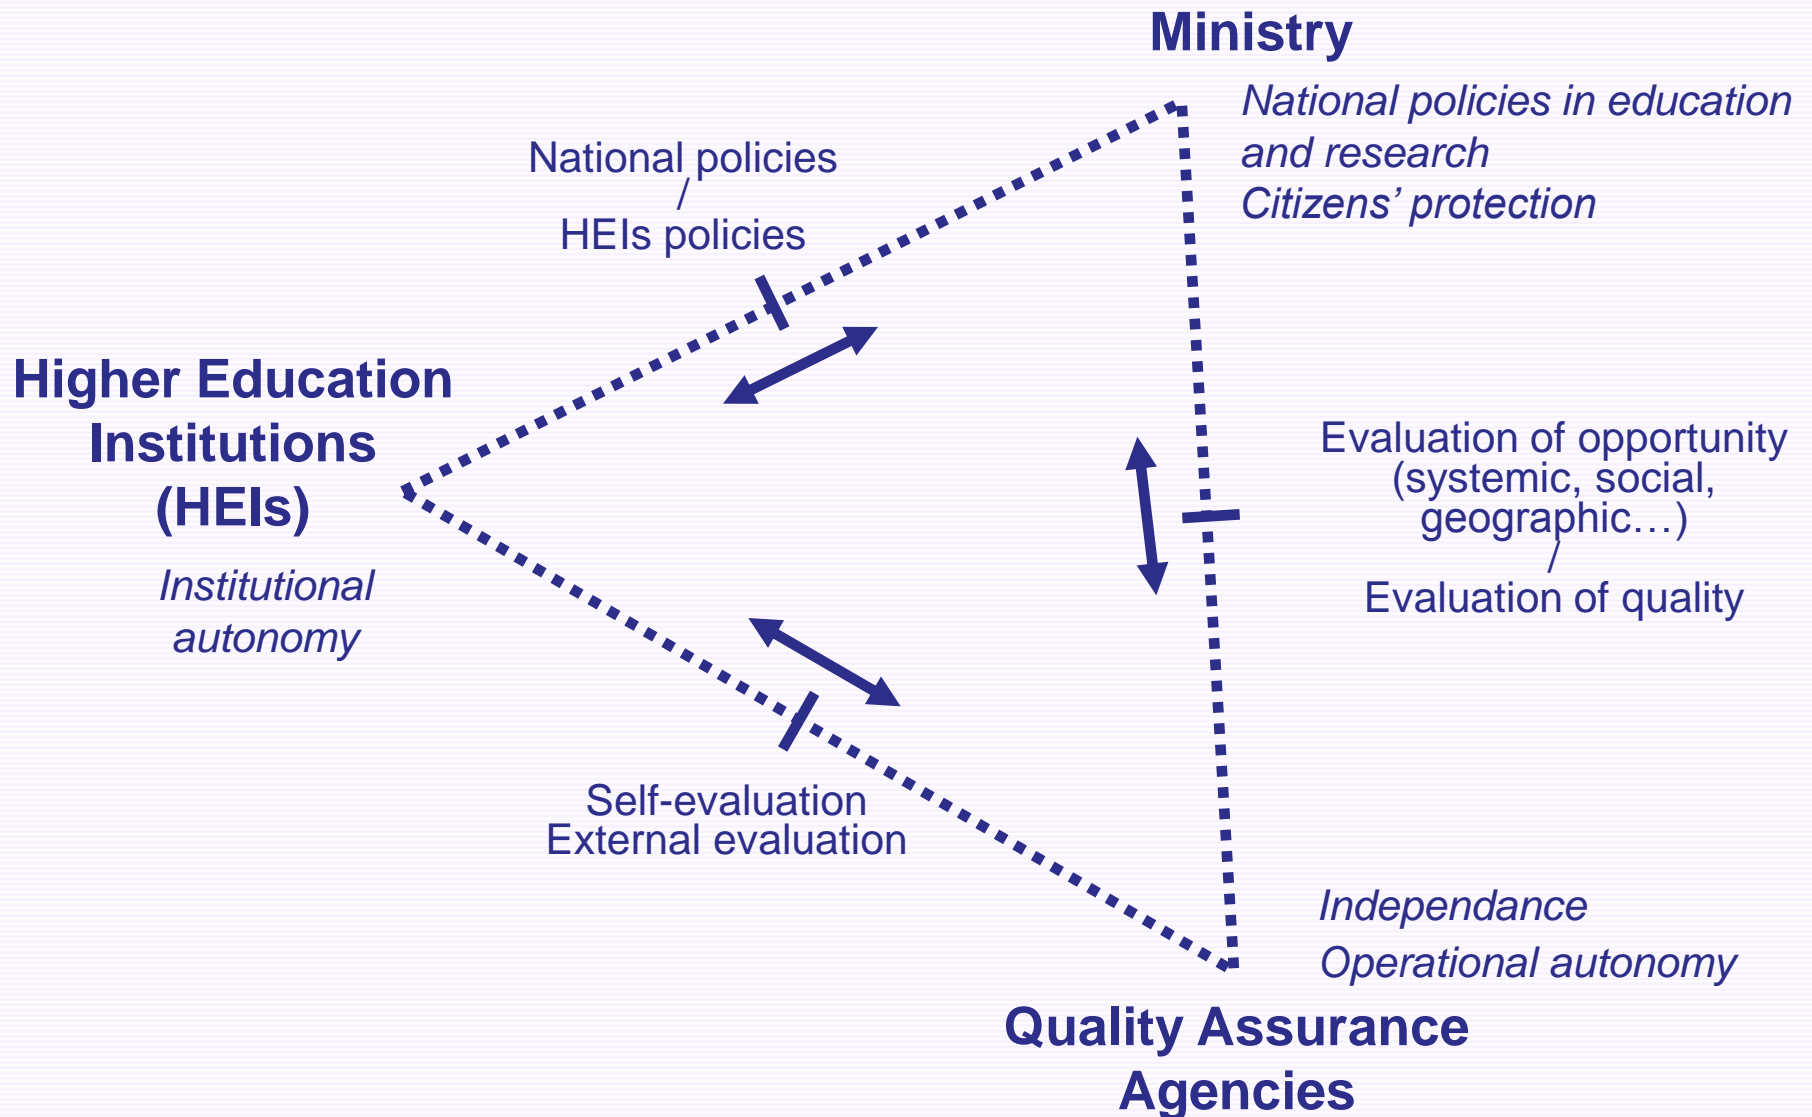 Ministry
National policies in education
and research
Citizens’ protection
National policies
/
HEIs policies
Higher Education
Institutions
(HEIs)
Institutional
autonomy
Evaluation of opportunity
(systemic, social,
geographic…)
/
Evaluation of quality
Self-evaluation
External evaluation
Independance
Operational autonomy
Quality Assurance
Agencies